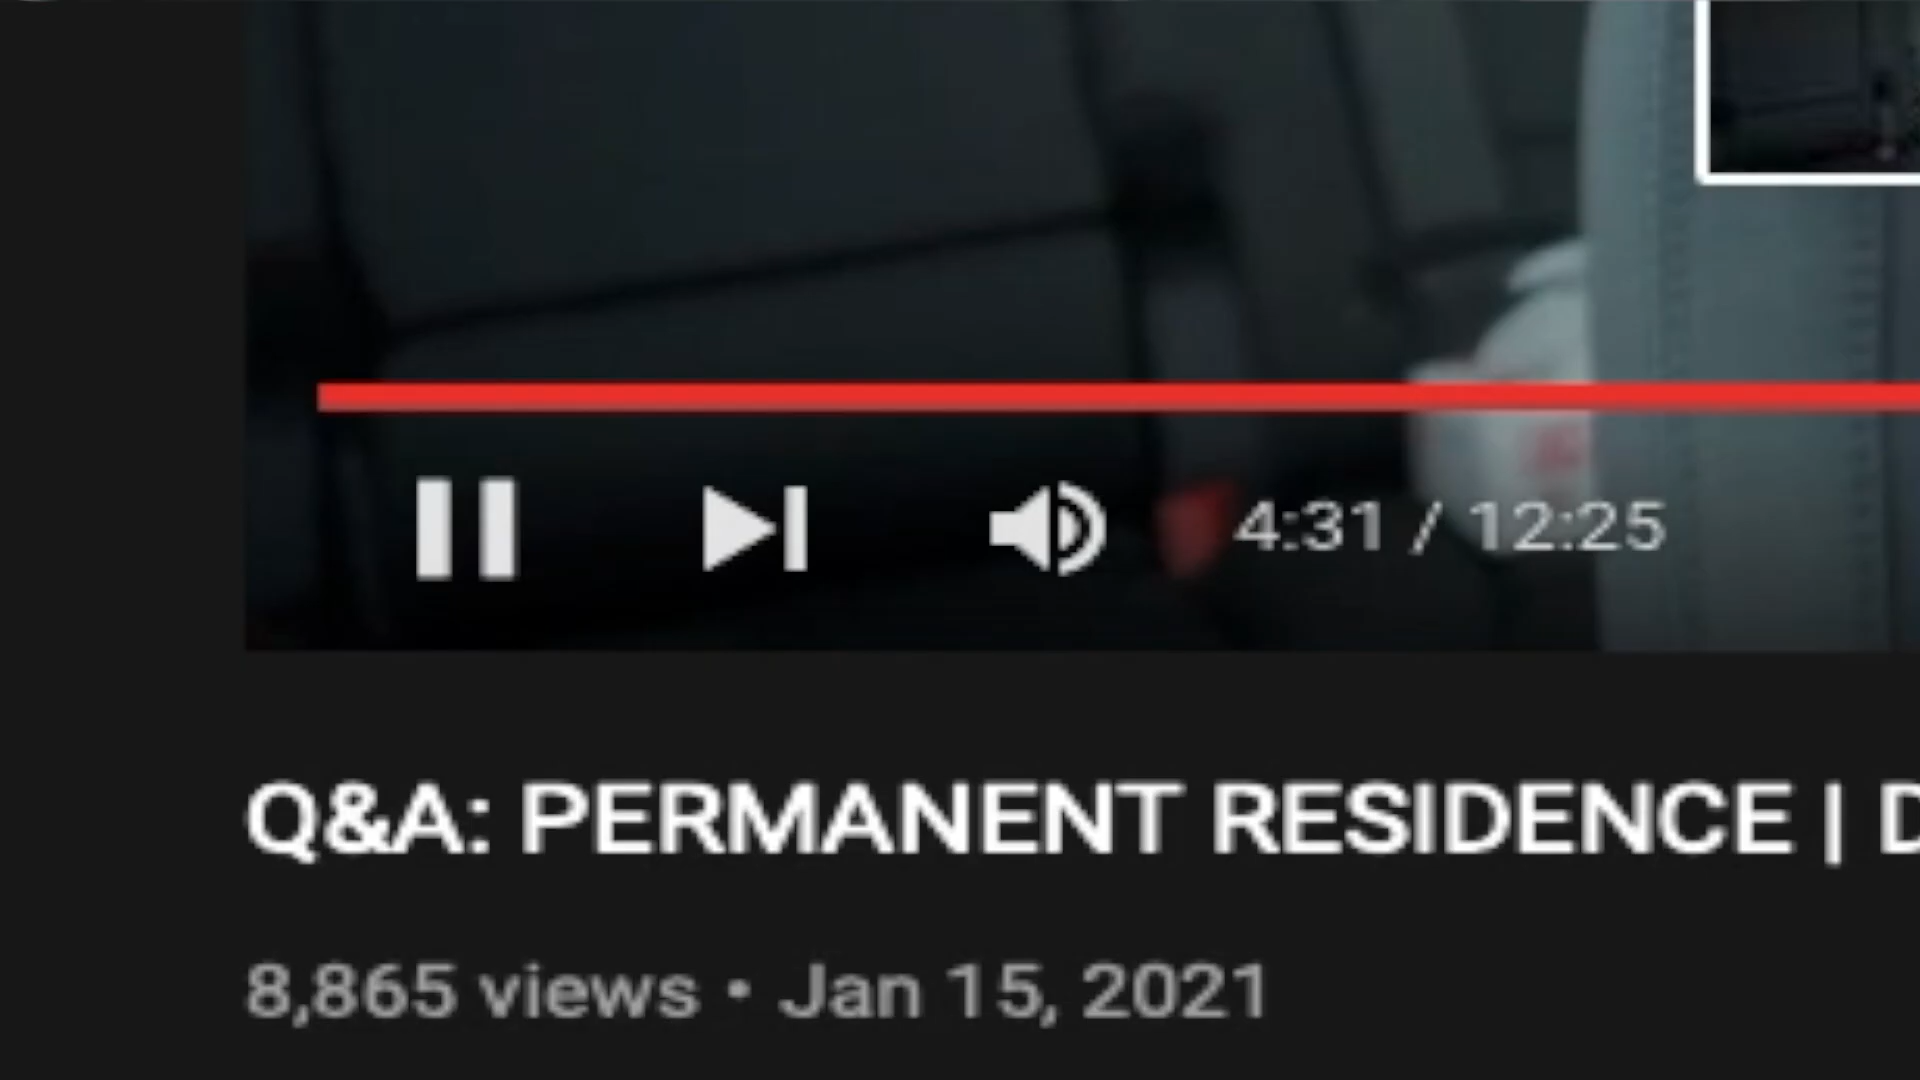 4:31 / 12:25
Q&A: PERMANENT RESIDENCE | D
8,865 views • Jan 15, 2021